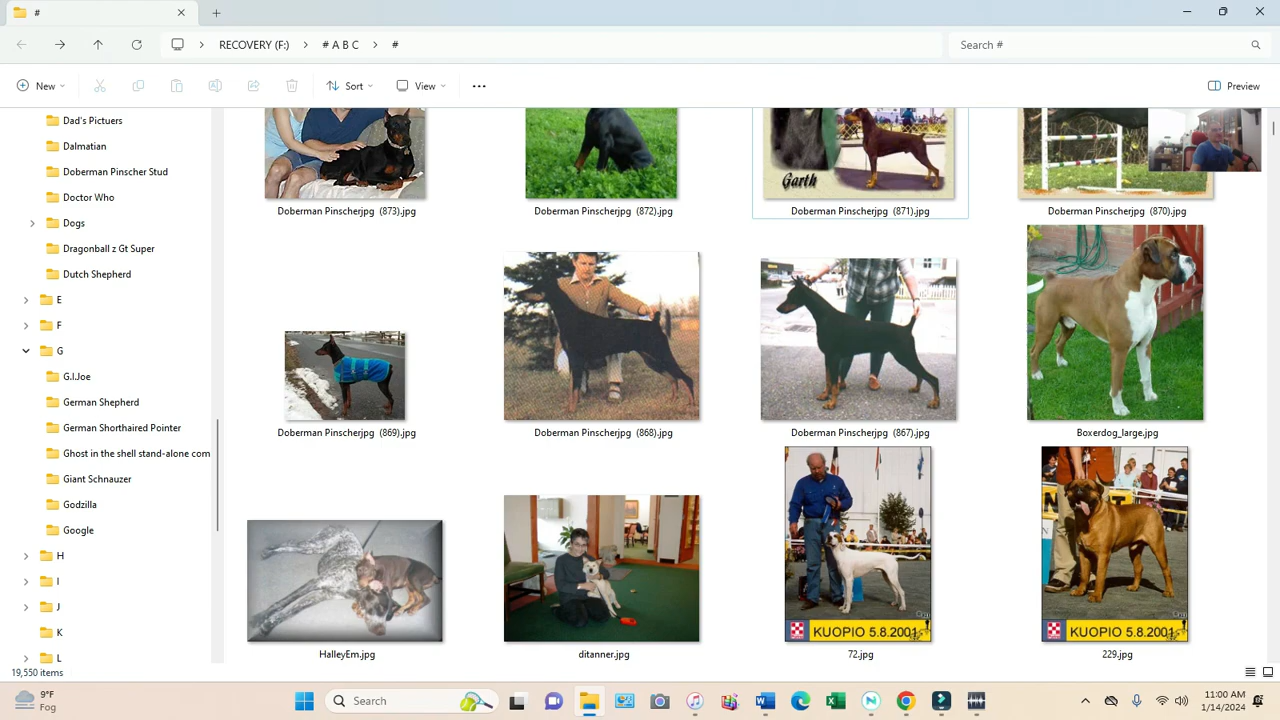 #
RECOVERY (F:)
# A B C
#
Search #
New
Sort
View
Preview
Dad's Pictuers
Dalmatian
Doberman Pinscher Stud
Doctor Who
Dogs
Dragonball z Gt Super
Dutch Shepherd
E
F
G
G.I.Joe
German Shepherd
German Shorthaired Pointer
Ghost in the shell stand-alone com
Giant Schnauzer
Godzilla
Google
H
I
J
K
L
Garth
Doberman Pinscherjpg (873).jpg
Doberman Pinscherjpg (872).jpg
Doberman Pinscherjpg (871).jpg
Doberman Pinscherjpg (870).jpg
Doberman Pinscherjpg (869).jpg
Doberman Pinscherjpg (868).jpg
Doberman Pinscherjpg (867).jpg
Boxerdog_large.jpg
KUOPIO 5.8.2001
KUOPIO 5.8.2001
HalleyEm.jpg
ditanner.jpg
72.jpg
229.jpg
19,550 items
9°F
Fog
Search
11:00 AM
1/14/2024